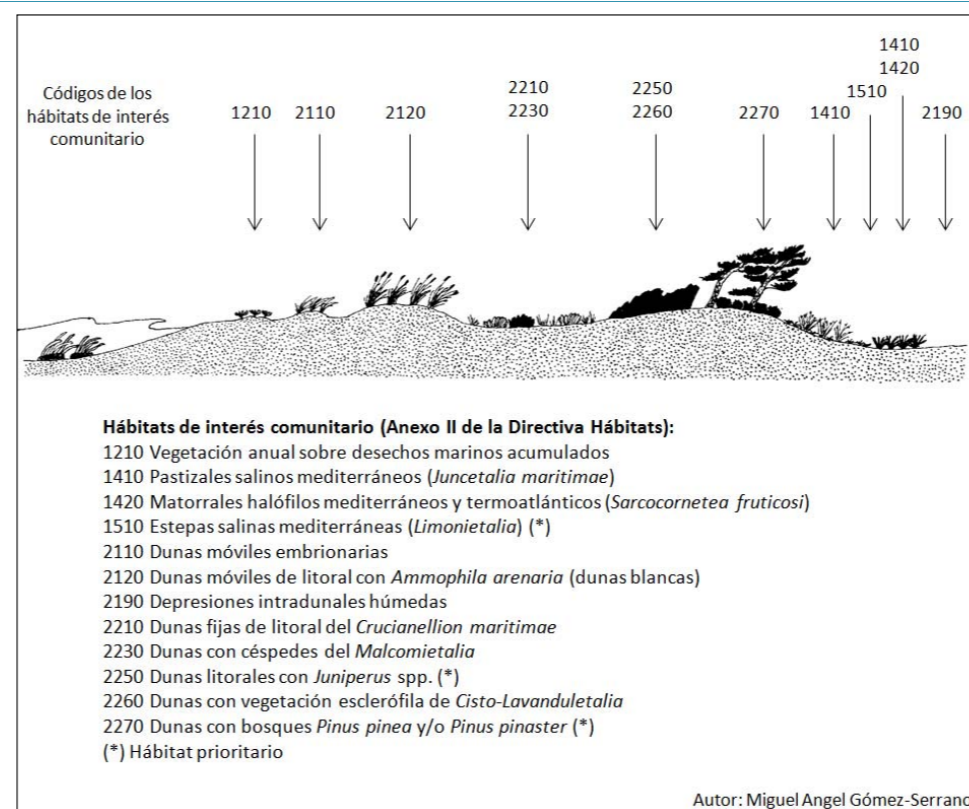 1410
1420
1510
2210
2250
Códigos de los
hábitats de interés
comunitario
1210 2110 2120 2230 2260 2270 1410 2190
Hábitats de interés comunitario (Anexo II de la Directiva Hábitats):
1210 Vegetación anual sobre desechos marinos acumulados
1410 Pastizales salinos mediterráneos (Juncetalia maritimae)
1420 Matorrales halófilos mediterráneos y termoatlánticos (Sarcocornetea fruticosi)
1510 Estepas salinas mediterráneas (Limonietalia) (*)
2110 Dunas móviles embrionarias
2120 Dunas móviles de litoral con Ammophila arenaria (dunas blancas)
2190 Depresiones intradunales húmedas
2210 Dunas fijas de litoral del Crucianellion maritimae
2230 Dunas con céspedes del Malcomietalia
2250 Dunas litorales con Juniperus spp. (*)
2260 Dunas con vegetación esclerófila de Cisto-Lavanduletalia
2270 Dunas con bosques Pinus pinea y/o Pinus pinaster (*)
(*) Hábitat prioritario
Autor: Miguel Angel Gómez-Serrano